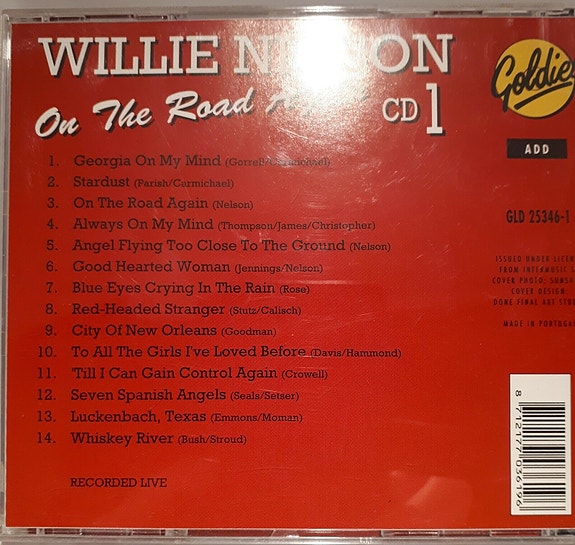 WILLIE NELSON
On The Road
CD 1
Goldies
ADD
GLD 25346-1
1. Georgia On My Mind (Gorrell/Carmichael)
2. Stardust (Parish/Carmichael)
3. On The Road Again (Nelson)
4. Always On My Mind (Thompson/James/Christopher)
5. Angel Flying Too Close To The Ground (Nelson)
6. Good Hearted Woman (Jennings/Nelson)
7. Blue Eyes Crying In The Rain (Rose)
8. Red-Headed Stranger (Stutz/Calisch)
9. City Of New Orleans (Goodman)
10. To All The Girls I've Loved Before (Davis/Hammond)
11. 'Till I Can Gain Control Again (Crowell)
12. Seven Spanish Angels (Seals/Setser)
13. Luckenbach, Texas (Emmons/Moman)
14. Whiskey River (Bush/Stroud)
RECORDED LIVE
ISSUED UNDER
FROM INTERMUSIC
COVER PHOTO:
COVER DESIGN:
DONE FINAL ART
MADE IN
8 712177 036196